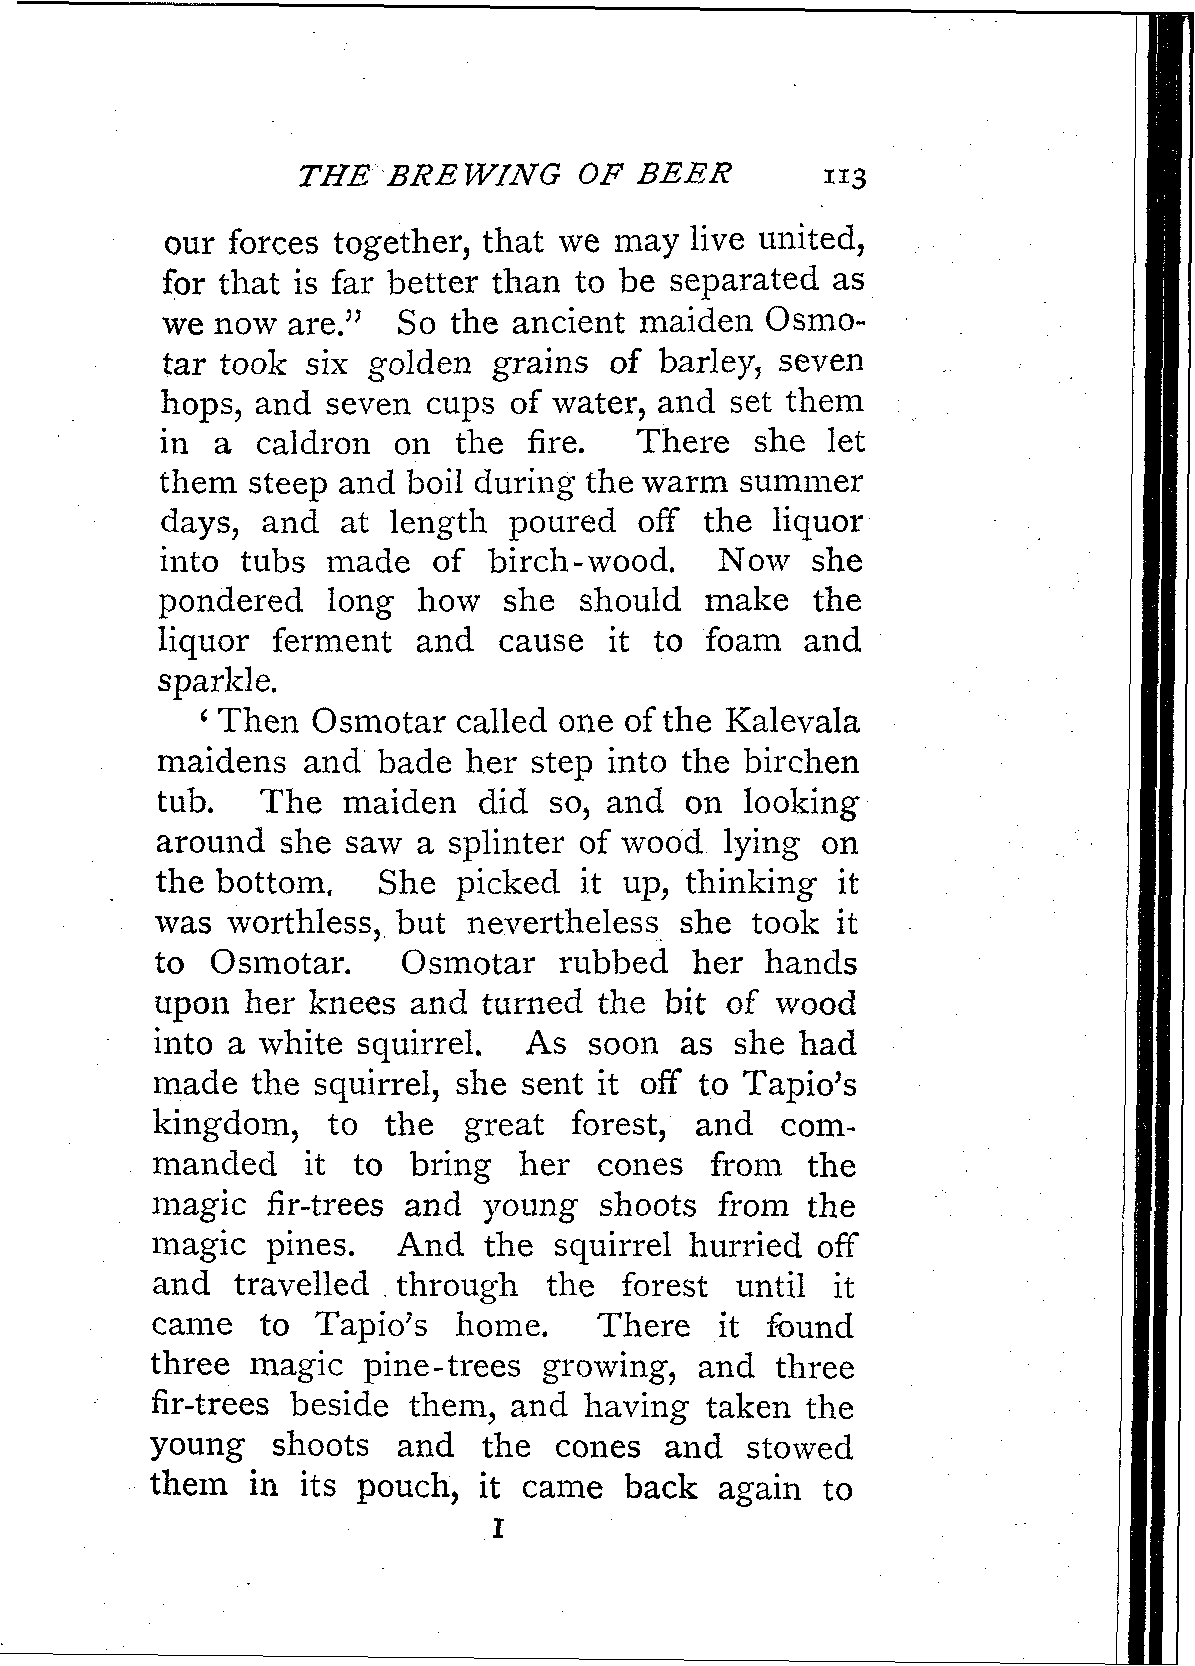 THE BREWING OF BEER 113
our forces together, that we may live united,
for that is far better than to be separated as
we now are.” So the ancient maiden Osmo-
tar took six golden grains of barley, seven
hops, and seven cups of water, and set them
in a caldron on the fire. There she let
them steep and boil during the warm summer
days, and at length poured off the liquor
into tubs made of birch-wood. Now she
pondered long how she should make the
liquor ferment and cause it to foam and
sparkle.
‘ Then Osmotar called one of the Kalevala
maidens and bade her step into the birchen
tub. The maiden did so, and on looking
around she saw a splinter of wood lying on
the bottom. She picked it up, thinking it
was worthless, but nevertheless she took it
to Osmotar. Osmotar rubbed her hands
upon her knees and turned the bit of wood
into a white squirrel. As soon as she had
made the squirrel, she sent it off to Tapio’s
kingdom, to the great forest, and com-
manded it to bring her cones from the
magic fir-trees and young shoots from the
magic pines. And the squirrel hurried off
and travelled through the forest until it
came to Tapio’s home. There it found
three magic pine-trees growing, and three
fir-trees beside them, and having taken the
young shoots and the cones and stowed
them in its pouch, it came back again to
I